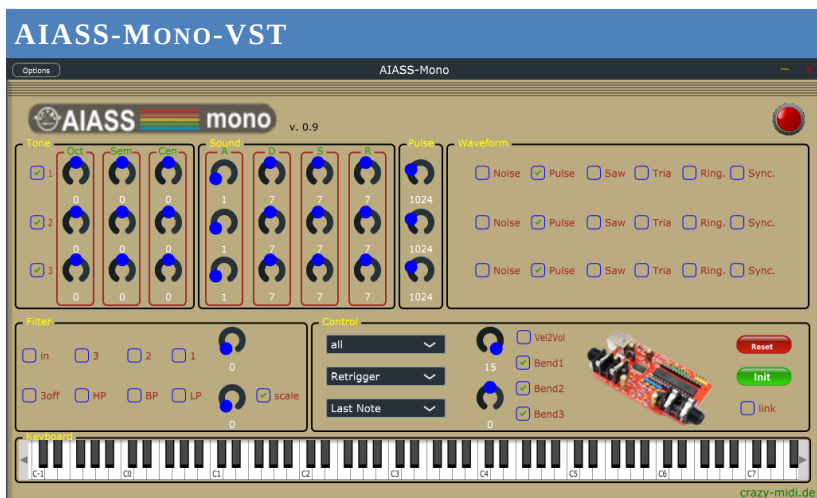 AIASS-MONO-VST
Options
AIASS-Mono
AIASS mono v. 0.9
Tone Sound Pulse Waveform
Oct Sem Cen A D S R
1 Noise Pulse Saw Tria Ring. Sync.
0 0 0 1 7 7 7 1024
2 Noise Pulse Saw Tria Ring. Sync.
0 0 0 1 7 7 7 1024
3 Noise Pulse Saw Tria Ring. Sync.
0 0 0 1 7 7 7 1024
Filter Control
all Vel2Vol
in 3 2 1 Reset
0 15 Bend1
Retrigger Init
3off HP BP LP scale Bend2
Last Note Bend3 link
0 0
Keyboard
C-1 C0 C1 C2 C3 C4 C5 C6 C7
crazy-midi.de